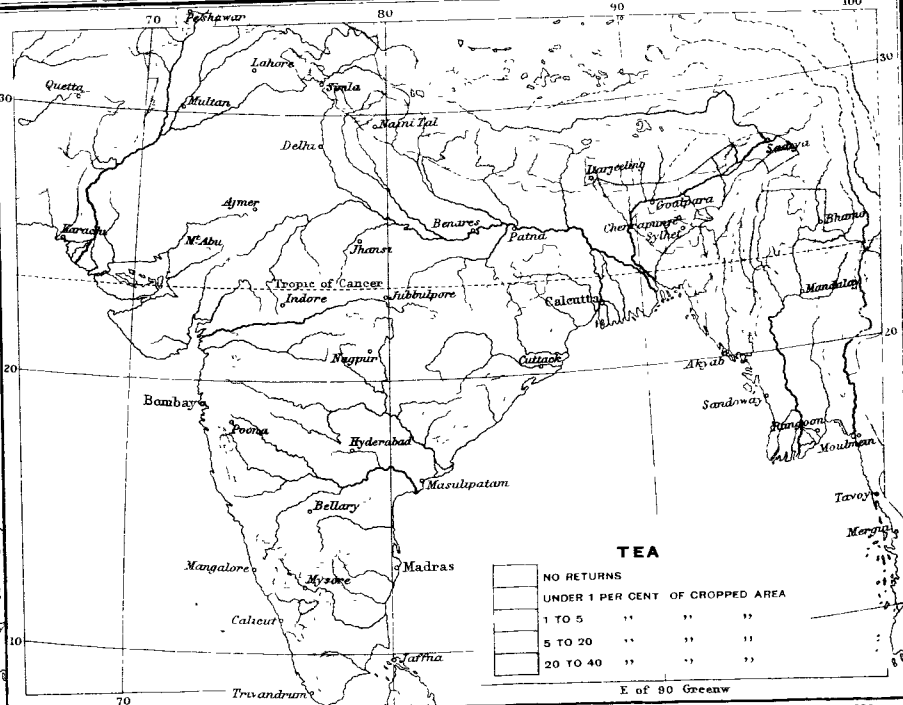 70
80
90
100
Peshawar
Lahore
Simla
Quetta
30
30
Multan
Naini Tal
Delhi
Sadiya
Darjeeling
Ajmer
Goalpara
Benares
Cherrapunji
Bhamo
Karachi
Patna
Sylhet
Mt Abu
Jhansi
Tropic of Cancer
Mandalay
Indore
Jubbulpore
Calcutta
20
Nagpur
Cuttack
Akyab
20
Bombay
Sandoway
Poona
Rangoon
Hyderabad
Moulmein
Masulipatam
Tavoy
Bellary
Mergui
TEA
Mangalore
Madras
NO RETURNS
Mysore
UNDER 1 PER CENT OF CROPPED AREA
Calicut
1 TO 5 " " "
10
5 TO 20 " " "
Jaffna
20 TO 40 " " "
Trivandrum
E of 90 Greenw
70
80